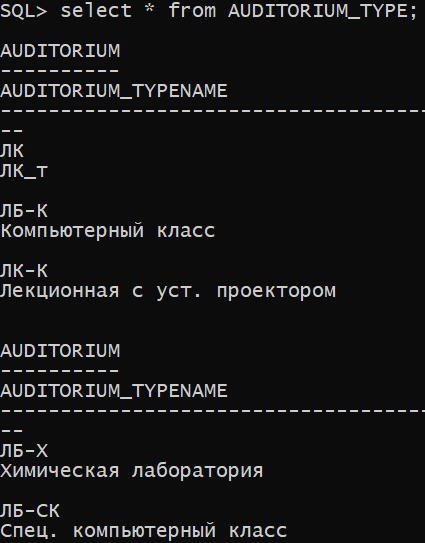 SQL> select * from AUDITORIUM_TYPE;
AUDITORIUM
----------
AUDITORIUM_TYPENAME
------------------------------------
--
ЛК
ЛК_т
ЛБ-К
Компьютерный класс
ЛК-К
Лекционная с уст. проектором
AUDITORIUM
----------
AUDITORIUM_TYPENAME
------------------------------------
--
ЛБ-Х
Химическая лаборатория
ЛБ-СК
Спец. компьютерный класс